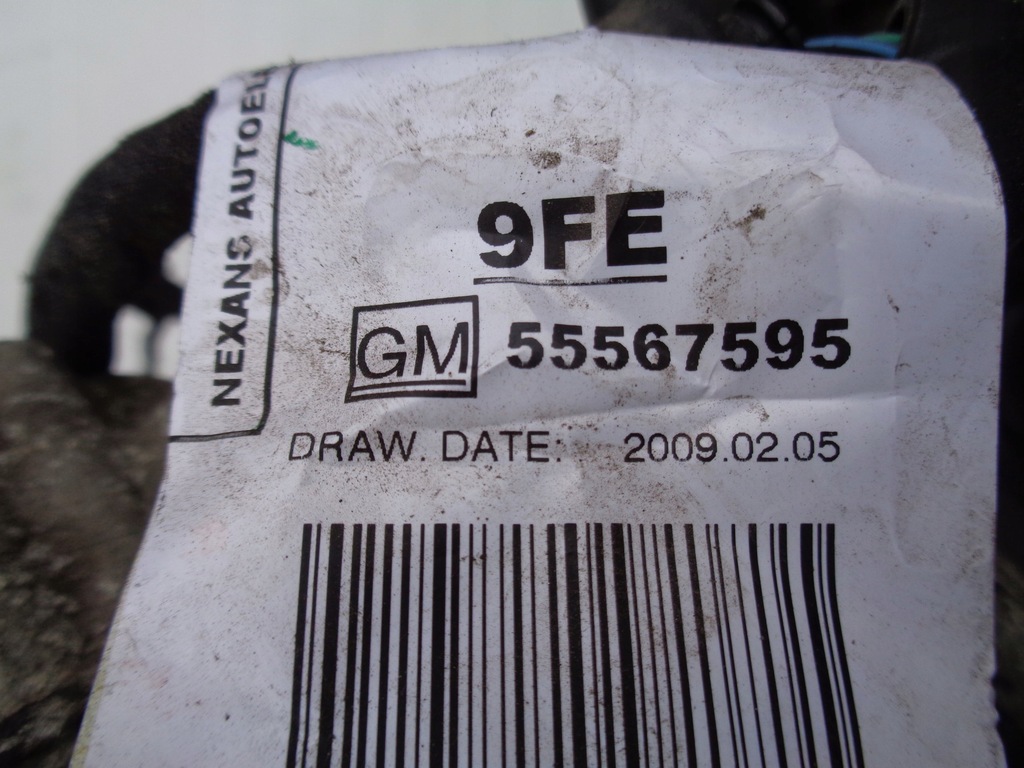 NEXANS AUTOEL
9FE
GM 55567595
DRAW. DATE: 2009.02.05